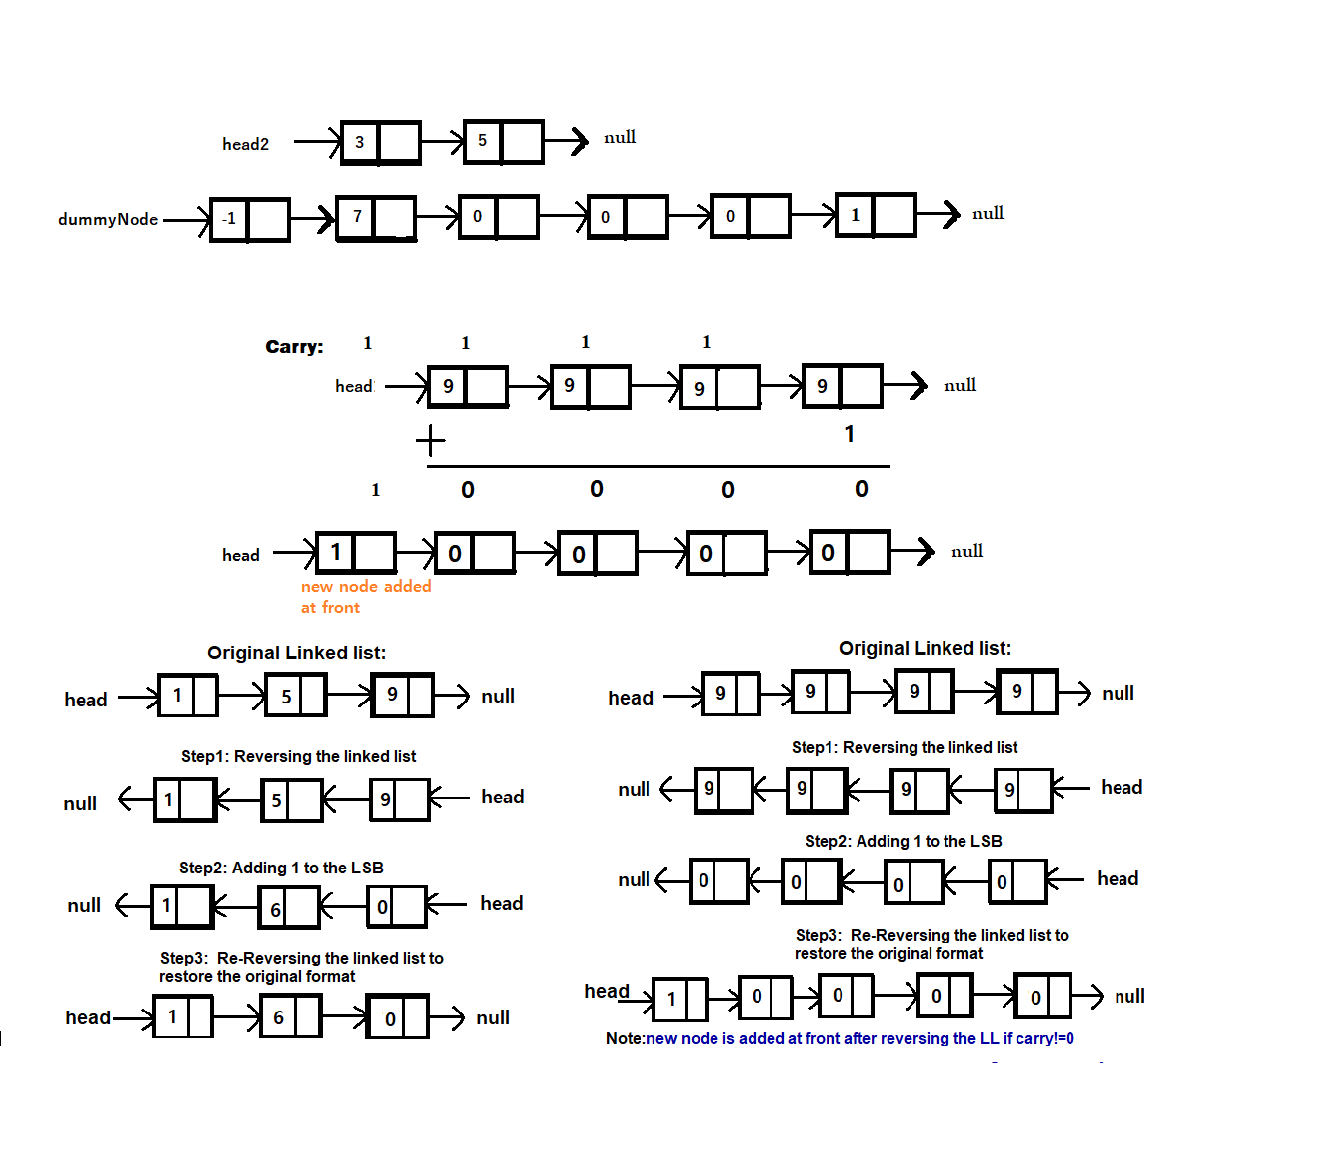 head2 3 5 null
dummyNode -1 7 0 0 0 1 null
Carry: 1 1 1 1
head 9 9 9 9 null
+ 1
1 0 0 0 0
head 1 0 0 0 0 null
new node added
at front
Original Linked list:
head 1 5 9 null
Step1: Reversing the linked list
null 1 5 9 head
Step2: Adding 1 to the LSB
null 1 6 0 head
Step3: Re-Reversing the linked list to
restore the original format
head 1 6 0 null
Original Linked list:
head 9 9 9 9 null
Step1: Reversing the linked list
null 9 9 9 9 head
Step2: Adding 1 to the LSB
null 0 0 0 0 head
Step3: Re-Reversing the linked list to
restore the original format
head 1 0 0 0 0 null
Note:new node is added at front after reversing the LL if carry!=0